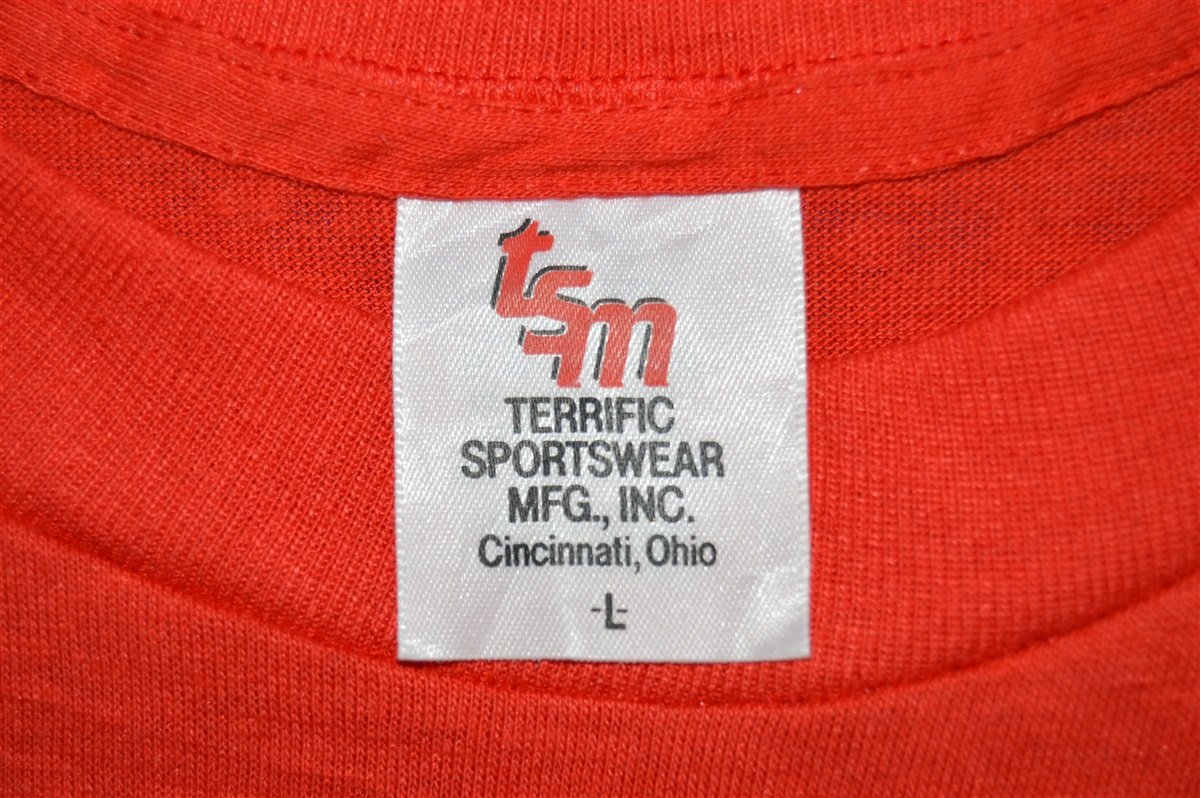 tsm
TERRIFIC
SPORTSWEAR
MFG., INC.
Cincinnati, Ohio
-L-